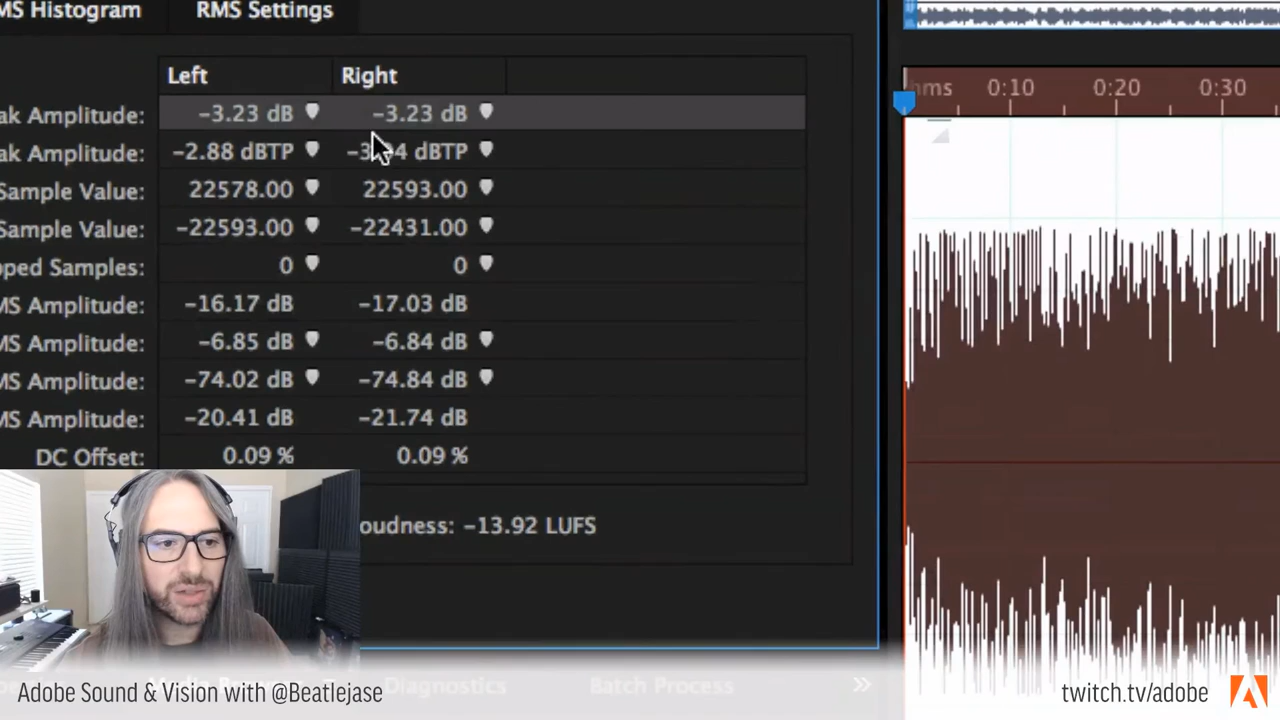 MS Histogram RMS Settings
Left Right
ak Amplitude: -3.23 dB -3.23 dB
ak Amplitude: -2.88 dBTP dBTP
Sample Value: 22578.00 22593.00
Sample Value: -22593.00 -22431.00
pped Samples: 0 0
MS Amplitude: -16.17 dB -17.03 dB
MS Amplitude: -6.85 dB -6.84 dB
MS Amplitude: -74.02 dB -74.84 dB
MS Amplitude: -20.41 dB -21.74 dB
DC Offset: 0.09 % 0.09 %
oudness: -13.92 LUFS
hms 0:10 0:20 0:30
Diagnostics Batch Process »
Adobe Sound & Vision with @Beatlejase
twitch.tv/adobe